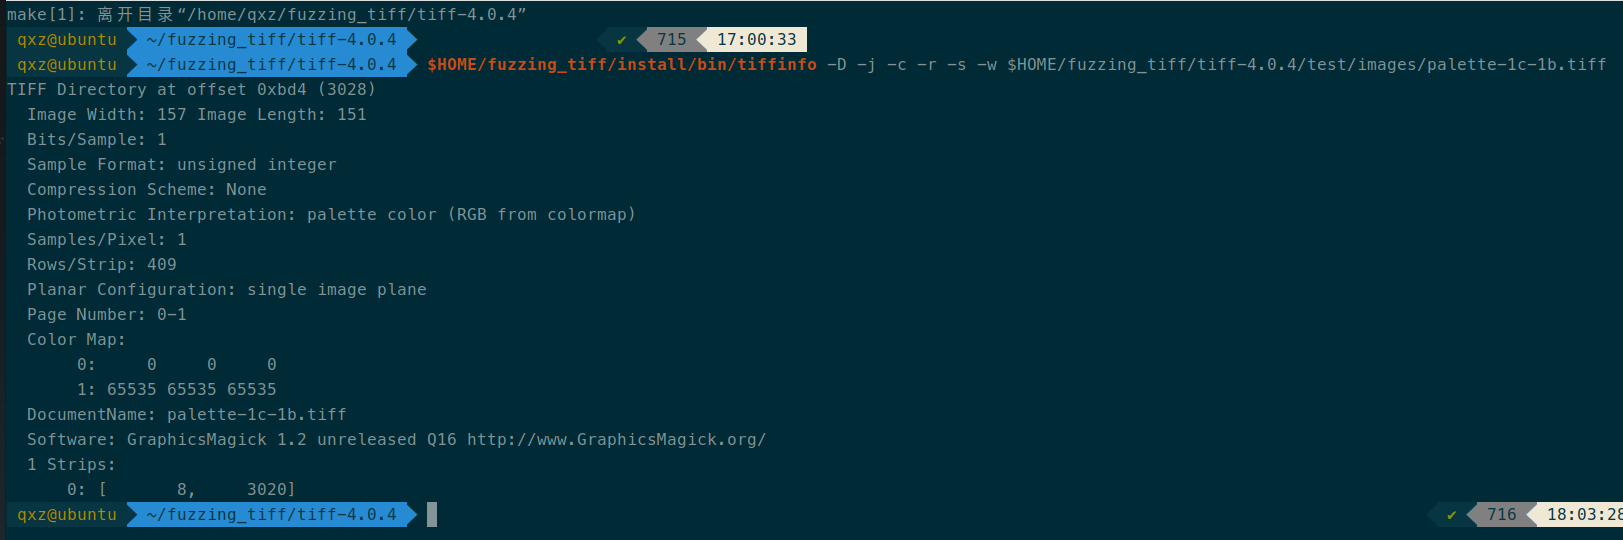 make[1]: 离开目录“/home/qxz/fuzzing_tiff/tiff-4.0.4”
qxz@ubuntu ~/fuzzing_tiff/tiff-4.0.4 ✔ 715 17:00:33
qxz@ubuntu ~/fuzzing_tiff/tiff-4.0.4 $HOME/fuzzing_tiff/install/bin/tiffinfo -D -j -c -r -s -w $HOME/fuzzing_tiff/tiff-4.0.4/test/images/palette-1c-1b.tiff
TIFF Directory at offset 0xbd4 (3028)
Image Width: 157 Image Length: 151
Bits/Sample: 1
Sample Format: unsigned integer
Compression Scheme: None
Photometric Interpretation: palette color (RGB from colormap)
Samples/Pixel: 1
Rows/Strip: 409
Planar Configuration: single image plane
Page Number: 0-1
Color Map:
0: 0 0 0
1: 65535 65535 65535
DocumentName: palette-1c-1b.tiff
Software: GraphicsMagick 1.2 unreleased Q16 http://www.GraphicsMagick.org/
1 Strips:
0: [ 8, 3020]
qxz@ubuntu ~/fuzzing_tiff/tiff-4.0.4 ✔ 716 18:03:28